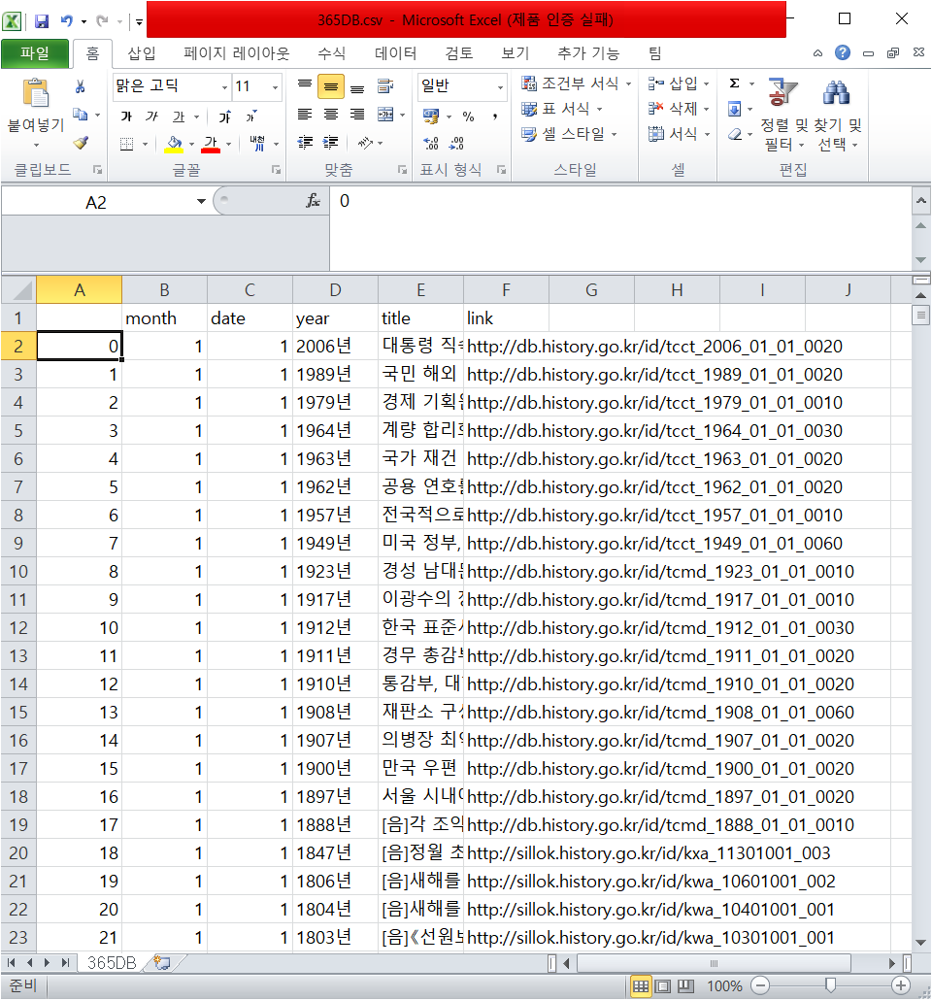 365DB.csv - Microsoft Excel (제품 인증 실패)
파일 홈 삽입 페이지 레이아웃 수식 데이터 검토 보기 추가 기능 팀
붙여넣기
클립보드
맑은 고딕 11
가 가 가 가 가
가 내천
글꼴
맞춤
일반
% ,
표시 형식
조건부 서식
표 서식
셀 스타일
스타일
삽입
삭제
서식
셀
Σ
정렬 및 필터
찾기 및 선택
편집
A2 fx 0
A B C D E F G H I J
1 month date year title link
2 0 1 1 2006년 대통령 직 http://db.history.go.kr/id/tcct_2006_01_01_0020
3 1 1 1 1989년 국민 해외 http://db.history.go.kr/id/tcct_1989_01_01_0020
4 2 1 1 1979년 경제 기획 http://db.history.go.kr/id/tcct_1979_01_01_0010
5 3 1 1 1964년 계량 합리 http://db.history.go.kr/id/tcct_1964_01_01_0030
6 4 1 1 1963년 국가 재건 http://db.history.go.kr/id/tcct_1963_01_01_0020
7 5 1 1 1962년 공용 연호 http://db.history.go.kr/id/tcct_1962_01_01_0020
8 6 1 1 1957년 전국적으로 http://db.history.go.kr/id/tcct_1957_01_01_0010
9 7 1 1 1949년 미국 정부, http://db.history.go.kr/id/tcct_1949_01_01_0060
10 8 1 1 1923년 경성 남대 http://db.history.go.kr/id/tcmd_1923_01_01_0010
11 9 1 1 1917년 이광수의 http://db.history.go.kr/id/tcmd_1917_01_01_0010
12 10 1 1 1912년 한국 표준 http://db.history.go.kr/id/tcmd_1912_01_01_0030
13 11 1 1 1911년 경무 총감 http://db.history.go.kr/id/tcmd_1911_01_01_0020
14 12 1 1 1910년 통감부, 대 http://db.history.go.kr/id/tcmd_1910_01_01_0020
15 13 1 1 1908년 재판소 구 http://db.history.go.kr/id/tcmd_1908_01_01_0060
16 14 1 1 1907년 의병장 최 http://db.history.go.kr/id/tcmd_1907_01_01_0020
17 15 1 1 1900년 만국 우편 http://db.history.go.kr/id/tcmd_1900_01_01_0020
18 16 1 1 1897년 서울 시내 http://db.history.go.kr/id/tcmd_1897_01_01_0020
19 17 1 1 1888년 [음]각 조 http://db.history.go.kr/id/tcmd_1888_01_01_0010
20 18 1 1 1847년 [음]정월 초 http://sillok.history.go.kr/id/kxa_11301001_003
21 19 1 1 1806년 [음]새해를 http://sillok.history.go.kr/id/kwa_10601001_002
22 20 1 1 1804년 [음]새해를 http://sillok.history.go.kr/id/kwa_10401001_001
23 21 1 1 1803년 [음]《선원보 http://sillok.history.go.kr/id/kwa_10301001_001
365DB
준비 100%